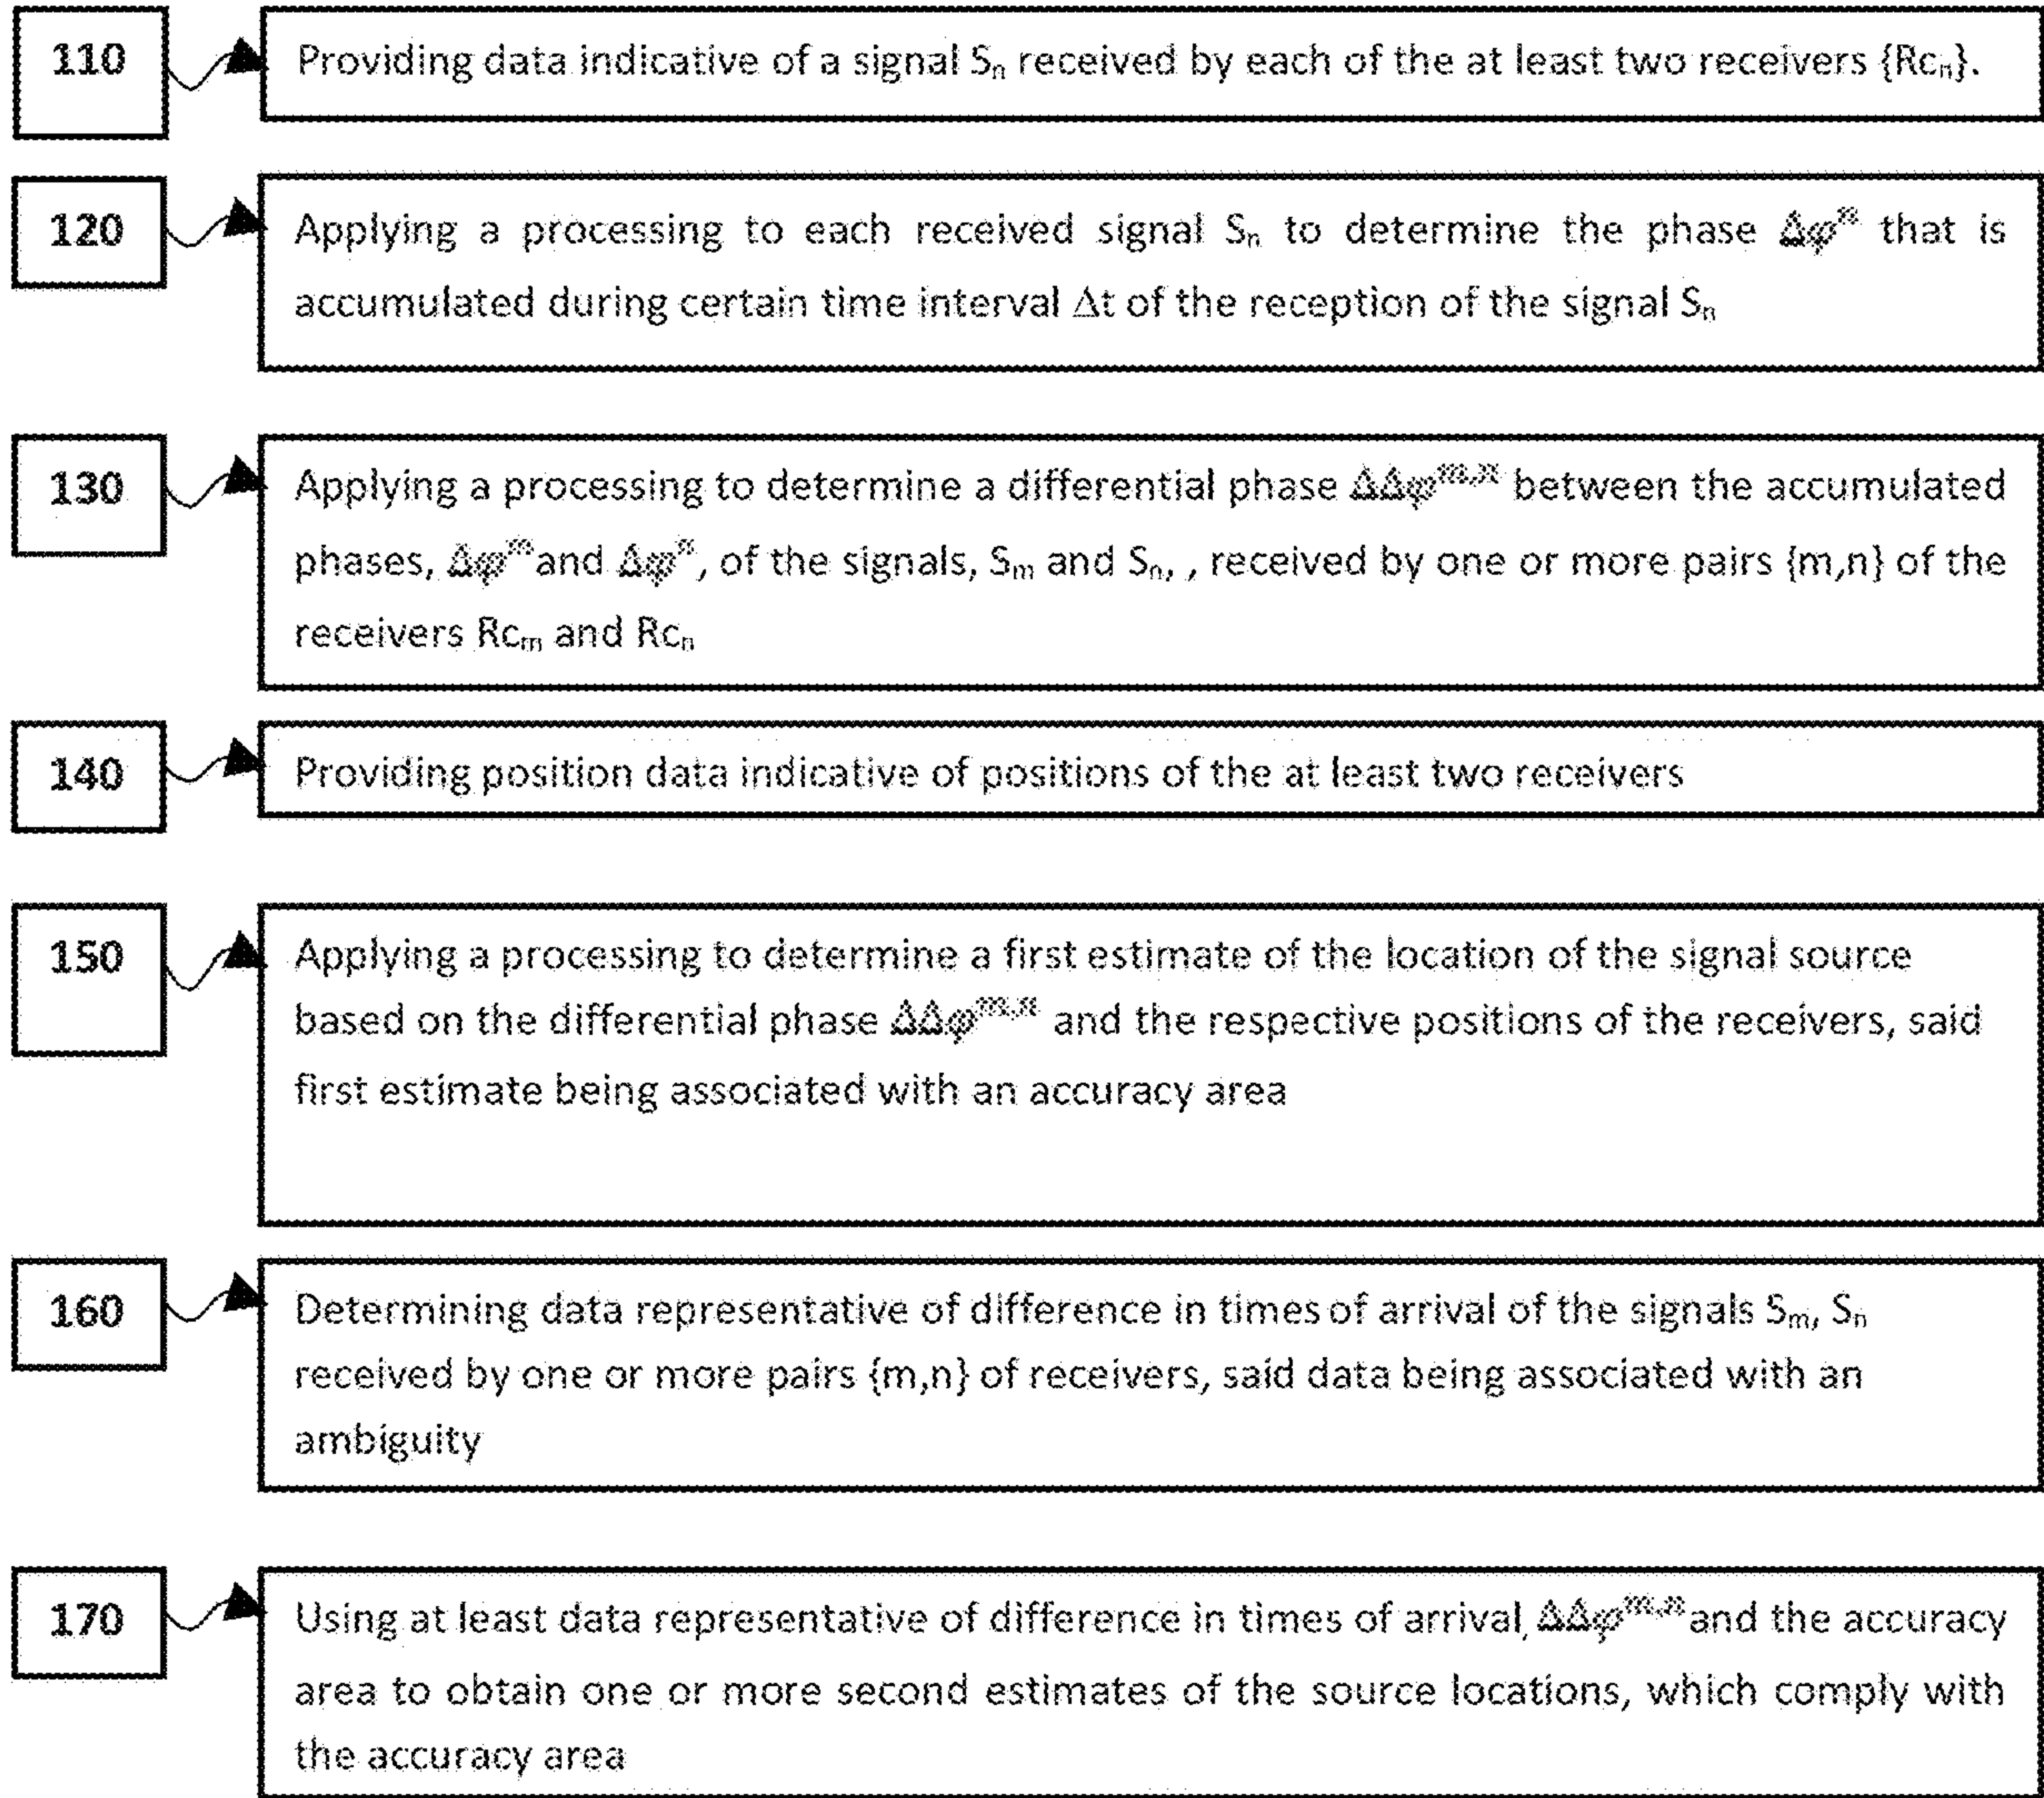 110
Providing data indicative of a signal Sₙ received by each of the at least two receivers {Rcₙ}.
120
Applying a processing to each received signal Sₙ to determine the phase Δφⁿ that is
accumulated during certain time interval Δt of the reception of the signal Sₙ
130
Applying a processing to determine a differential phase ΔΔφᵐ,ⁿ between the accumulated
phases, Δφᵐ and Δφⁿ, of the signals, Sₘ and Sₙ, , received by one or more pairs {m,n} of the
receivers Rcₘ and Rcₙ
140
Providing position data indicative of positions of the at least two receivers
150
Applying a processing to determine a first estimate of the location of the signal source
based on the differential phase ΔΔφᵐ,ⁿ and the respective positions of the receivers, said
first estimate being associated with an accuracy area
160
Determining data representative of difference in times of arrival of the signals Sₘ, Sₙ
received by one or more pairs {m,n} of receivers, said data being associated with an
ambiguity
170
Using at least data representative of difference in times of arrival, ΔΔφᵐ,ⁿ and the accuracy
area to obtain one or more second estimates of the source locations, which comply with
the accuracy area